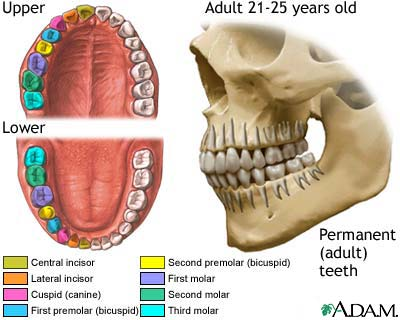 Upper
Adult 21-25 years old
Lower
Permanent
(adult)
teeth
Central incisor
Lateral incisor
Cuspid (canine)
First premolar (bicuspid)
Second premolar (bicuspid)
First molar
Second molar
Third molar
A.D.A.M.